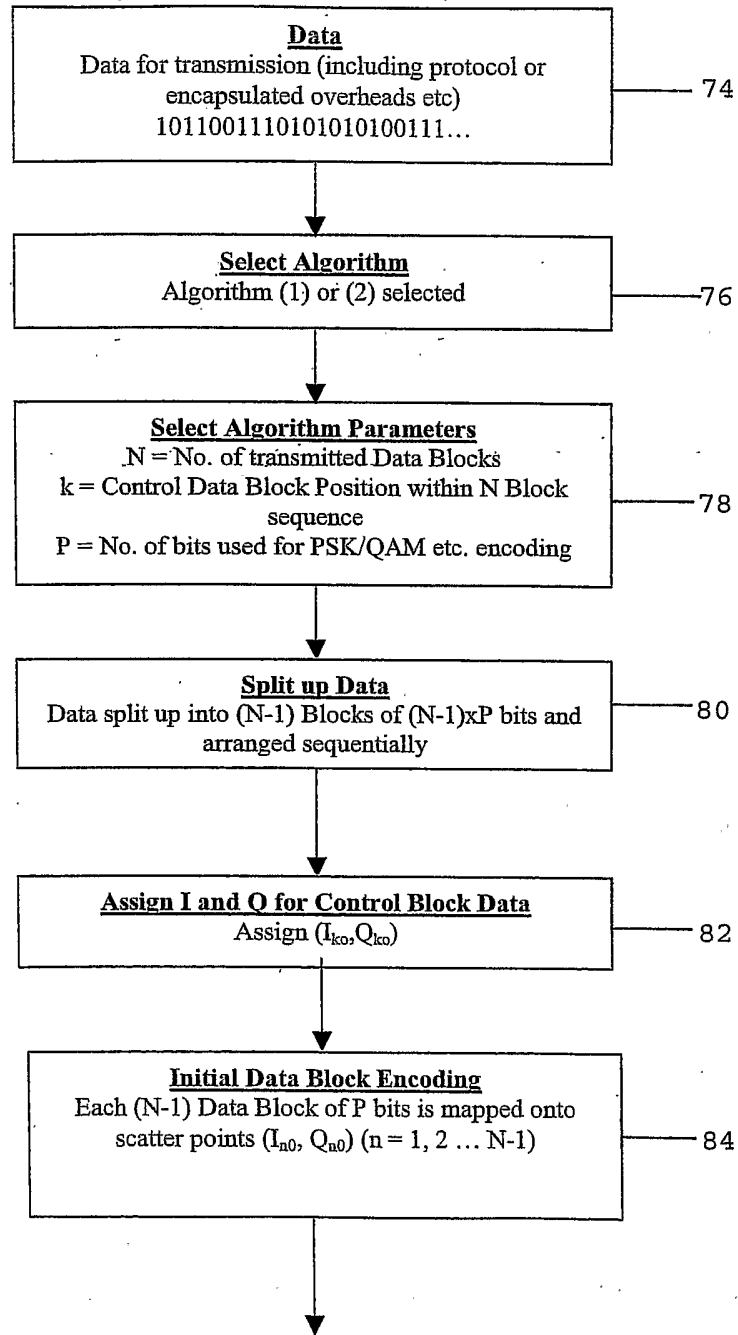 Data
Data for transmission (including protocol or
encapsulated overheads etc)
1011001110101010100111...
74
Select Algorithm
Algorithm (1) or (2) selected
76
Select Algorithm Parameters
N = No. of transmitted Data Blocks
k = Control Data Block Position within N Block
sequence
P = No. of bits used for PSK/QAM etc. encoding
78
Split up Data
Data split up into (N-1) Blocks of (N-1)xP bits and
arranged sequentially
80
Assign I and Q for Control Block Data
Assign (Iko,Qko)
82
Initial Data Block Encoding
Each (N-1) Data Block of P bits is mapped onto
scatter points (In0, Qn0) (n = 1, 2 ... N-1)
84